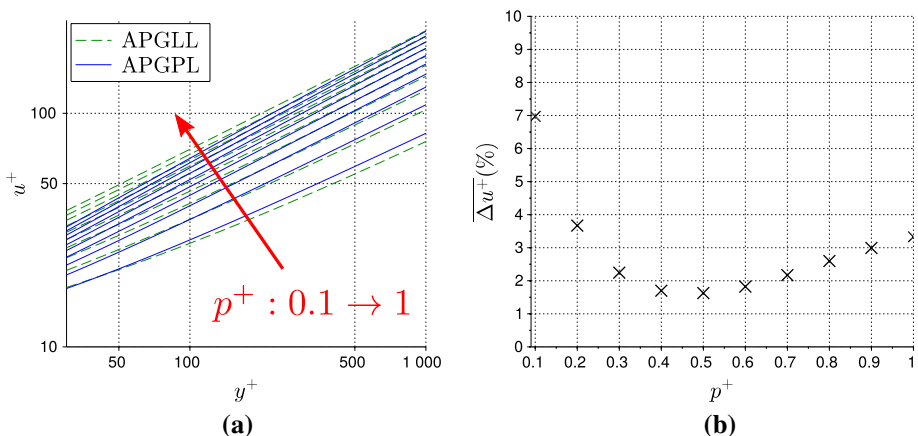 APGLL
APGPL
100
50
10
u⁺
50 100 500 1 000
y⁺
p⁺ : 0.1 → 1
(a)
10
9
8
7
6
5
4
3
2
1
0
Δu⁺(%)
0.1 0.2 0.3 0.4 0.5 0.6 0.7 0.8 0.9 1
p⁺
(b)